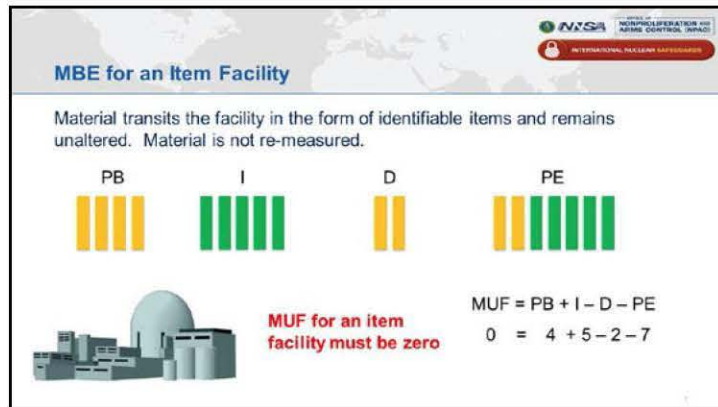 NNSA
OFFICE OF
NONPROLIFERATION AND
ARMS CONTROL (NPAC)
INTERNATIONAL NUCLEAR SAFEGUARDS
MBE for an Item Facility
Material transits the facility in the form of identifiable items and remains
unaltered. Material is not re-measured.
PB I D PE
MUF for an item
facility must be zero
MUF = PB + I – D – PE
0 = 4 + 5 – 2 – 7